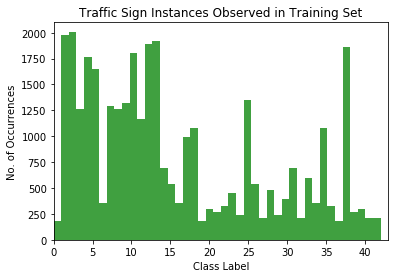 Traffic Sign Instances Observed in Training Set
No. of Occurrences
2000
1750
1500
1250
1000
750
500
250
0
0 5 10 15 20 25 30 35 40
Class Label